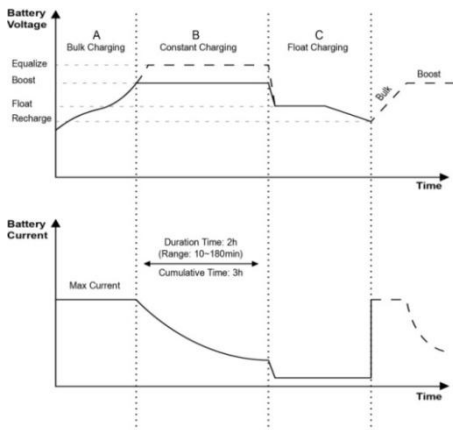 Battery
Voltage
A
Bulk Charging
B
Constant Charging
C
Float Charging
Equalize
Boost
Float
Recharge
Bulk
Boost
Time
Battery
Current
Duration Time: 2h
(Range: 10~180min)
Cumulative Time: 3h
Max Current
Time